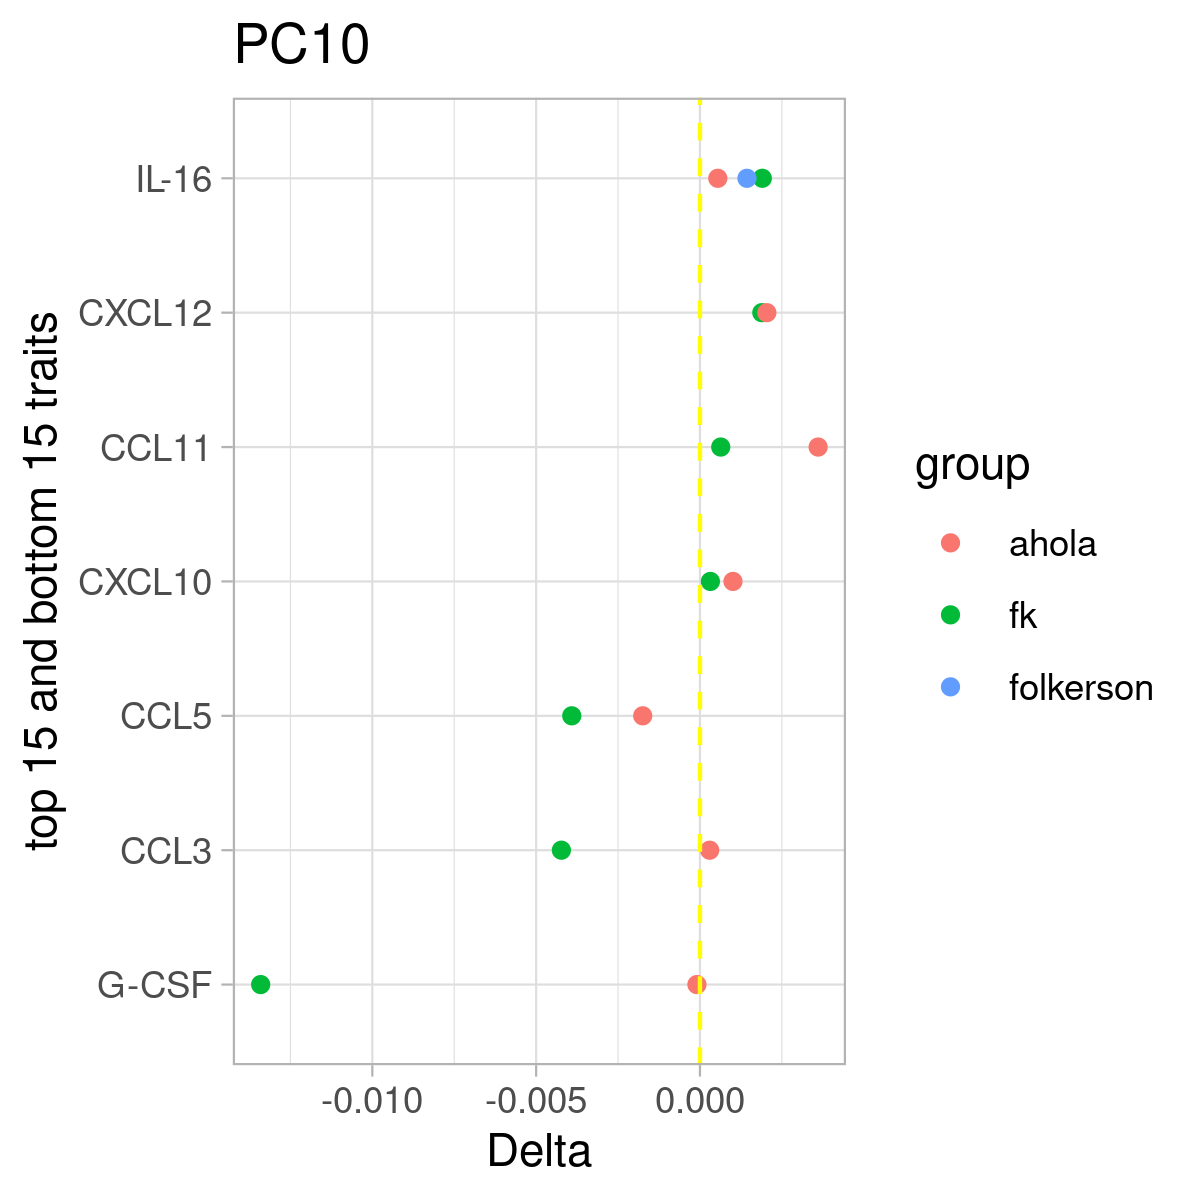 PC10
top 15 and bottom 15 traits
IL-16
CXCL12
CCL11
CXCL10
CCL5
CCL3
G-CSF
-0.010
-0.005
0.000
Delta
group
ahola
fk
folkerson